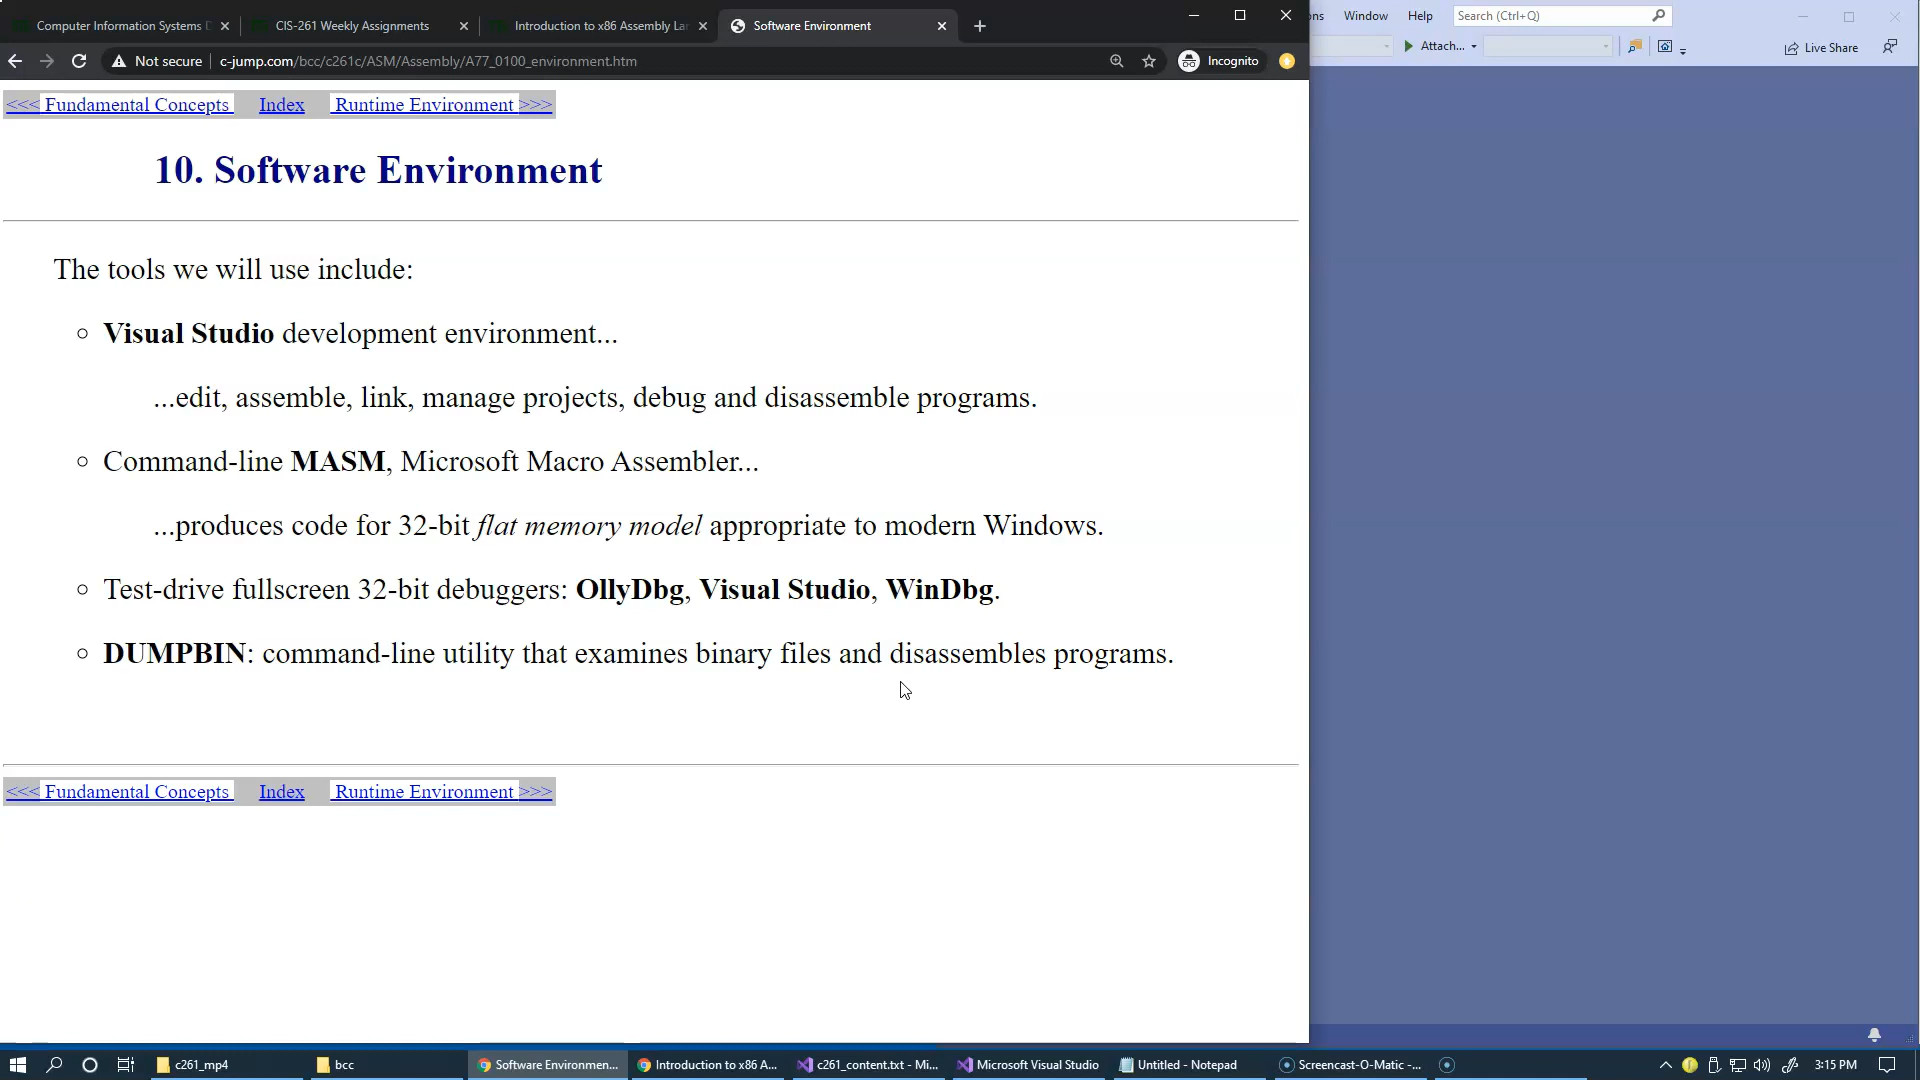 Computer Information Systems D
CIS-261 Weekly Assignments
Introduction to x86 Assembly La
Software Environment
Window Help Search (Ctrl+Q)
Attach...
Live Share
Not secure | c-jump.com/bcc/c261c/ASM/Assembly/A77_0100_environment.htm
Incognito
<<< Fundamental Concepts Index Runtime Environment >>>
10. Software Environment
The tools we will use include:
Visual Studio development environment...
...edit, assemble, link, manage projects, debug and disassemble programs.
Command-line MASM, Microsoft Macro Assembler...
...produces code for 32-bit flat memory model appropriate to modern Windows.
Test-drive fullscreen 32-bit debuggers: OllyDbg, Visual Studio, WinDbg.
DUMPBIN: command-line utility that examines binary files and disassembles programs.
<<< Fundamental Concepts Index Runtime Environment >>>
c261_mp4
bcc
Software Environmen...
Introduction to x86 A...
c261_content.txt - Mi...
Microsoft Visual Studio
Untitled - Notepad
Screencast-O-Matic -...
3:15 PM